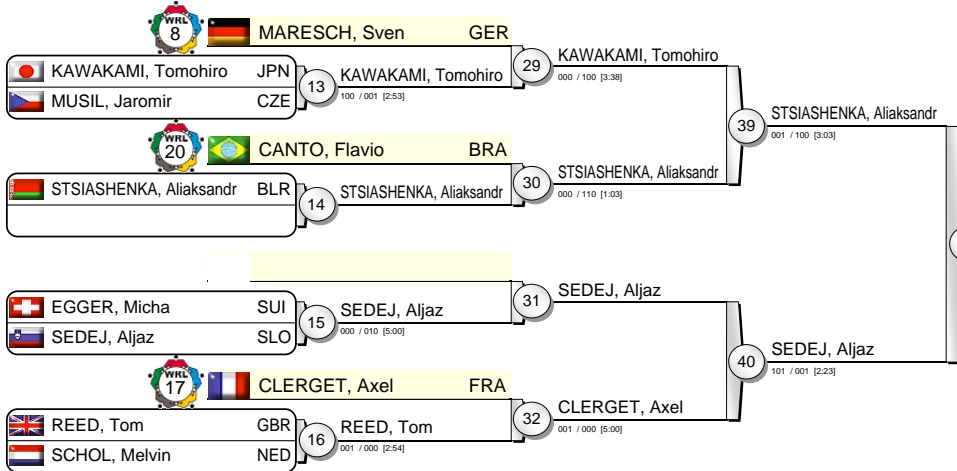 WRL 8 MARESCH, Sven GER
KAWAKAMI, Tomohiro JPN
MUSIL, Jaromir CZE
13 KAWAKAMI, Tomohiro
100 / 001 [2:53]
29 KAWAKAMI, Tomohiro
000 / 100 [3:38]
WRL 20 CANTO, Flavio BRA
STSIASHENKA, Aliaksandr BLR
14 STSIASHENKA, Aliaksandr
30 STSIASHENKA, Aliaksandr
000 / 110 [1:03]
39 STSIASHENKA, Aliaksandr
001 / 100 [3:03]
EGGER, Micha SUI
SEDEJ, Aljaz SLO
15 SEDEJ, Aljaz
000 / 010 [5:00]
31 SEDEJ, Aljaz
WRL 17 CLERGET, Axel FRA
REED, Tom GBR
SCHOL, Melvin NED
16 REED, Tom
001 / 000 [2:54]
32 CLERGET, Axel
001 / 000 [5:00]
40 SEDEJ, Aljaz
101 / 001 [2:23]